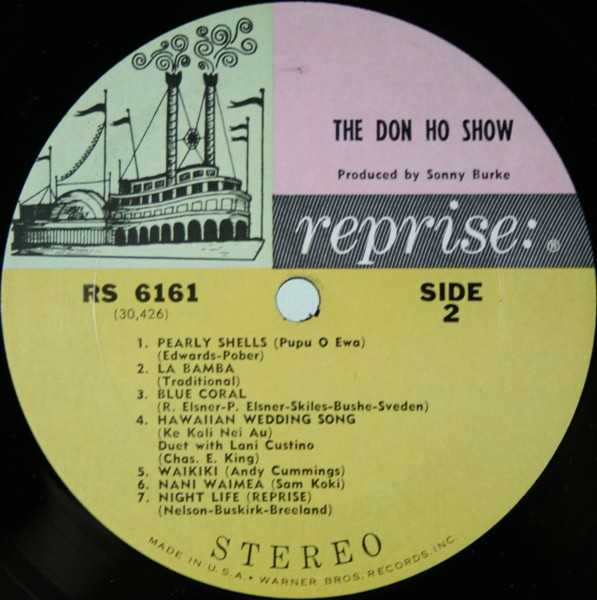 THE DON HO SHOW
Produced by Sonny Burke
reprise: ®
RS 6161
(30,426)
SIDE
2
1. PEARLY SHELLS (Pupu O Ewa)
(Edwards-Pober)
2. LA BAMBA
(Traditional)
3. BLUE CORAL
(R. Elsner-P. Elsner-Skiles-Bushe-Sveden)
4. HAWAIIAN WEDDING SONG
(Ke Kali Nei Au)
Duet with Lani Custino
(Chas. E. King)
5. WAIKIKI (Andy Cummings)
6. NANI WAIMEA (Sam Koki)
7. NIGHT LIFE (REPRISE)
(Nelson-Buskirk-Breeland)
STEREO
MADE IN U.S.A. • WARNER BROS. RECORDS, INC.